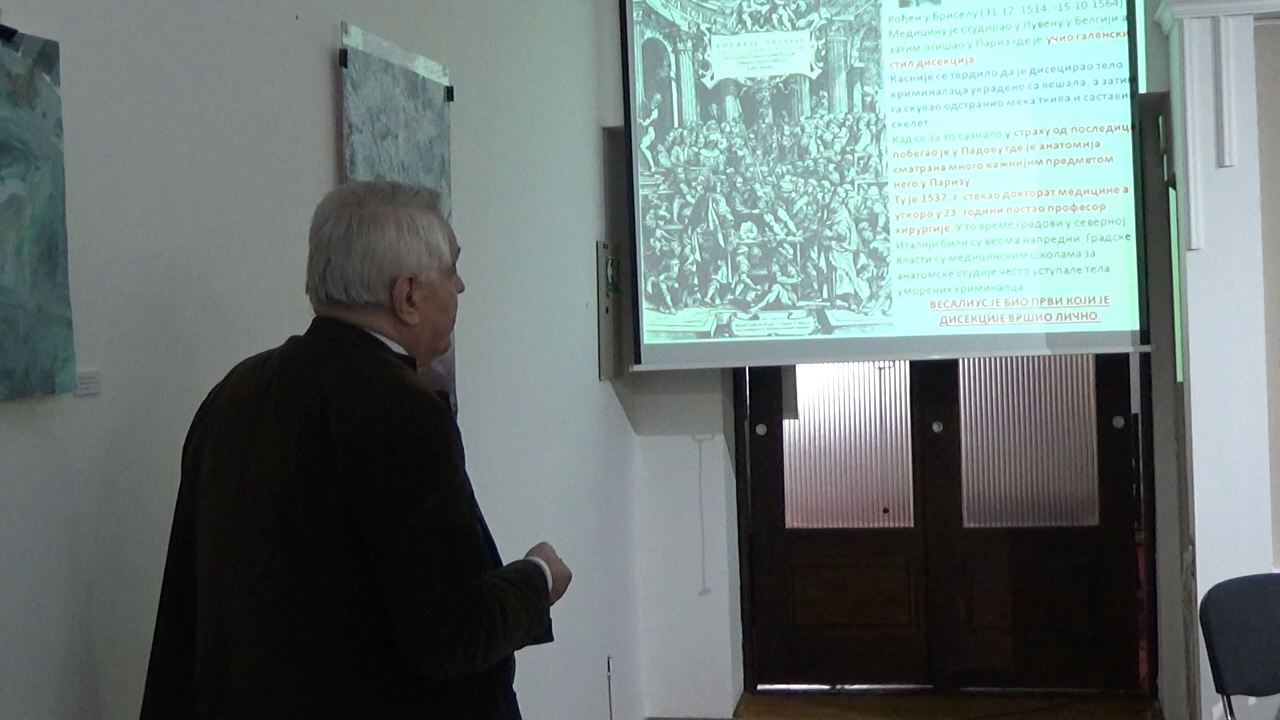 Рођен у Бриселу (31. 12. 1514. -15.10.1564)
Медицину је студирао у Лувену у Белгији а
затим отишао у Париз где је учио галенски
стил дисекција.
Касније се тврдило да је дисецирао тело
криминалаца украдено са вешала, а затим
га скувао одстранио мека ткива и саставио
скелет.
Кад се за то сазнало у страху од последица
побегао је у Падову где је анатомија
сматрана много важнијим предметом
него у Паризу.
Ту је 1537. г. стекао докторат медицине а
ускоро у 23. години постао професор
хирургије. У то време градови у северној
Италији били су веома напредни. Градске
власти су медицинским школама за
анатомске студије често уступале тела
уморених криминалца.
ВЕСАЛИУС ЈЕ БИО ПРВИ КОЈИ ЈЕ
ДИСЕКЦИЈЕ ВРШИО ЛИЧНО.